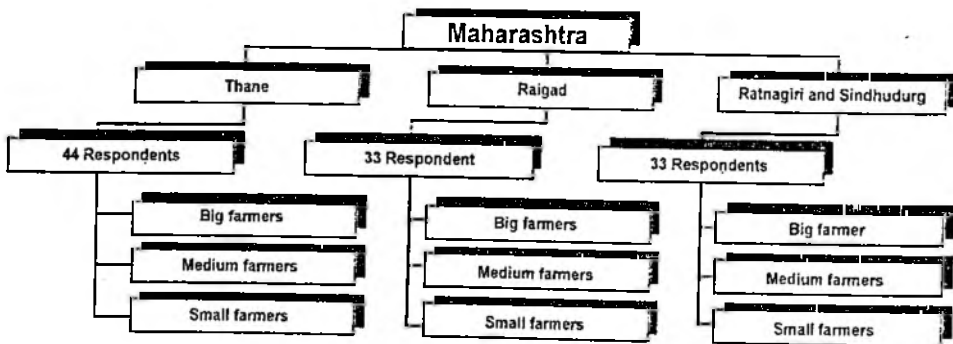 Maharashtra
Thane
Raigad
Ratnagiri and Sindhudurg
44 Respondents
33 Respondent
33 Respondents
Big farmers
Big farmers
Big farmer
Medium farmers
Medium farmers
Medium farmers
Small farmers
Small farmers
Small farmers